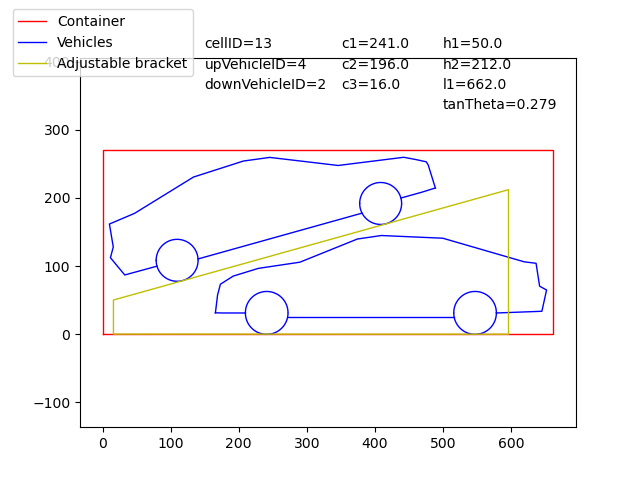 Container
Vehicles
Adjustable bracket
cellID=13 c1=241.0 h1=50.0
upVehicleID=4 c2=196.0 h2=212.0
downVehicleID=2 c3=16.0 l1=662.0
tanTheta=0.279
400
300
200
100
0
−100
0 100 200 300 400 500 600